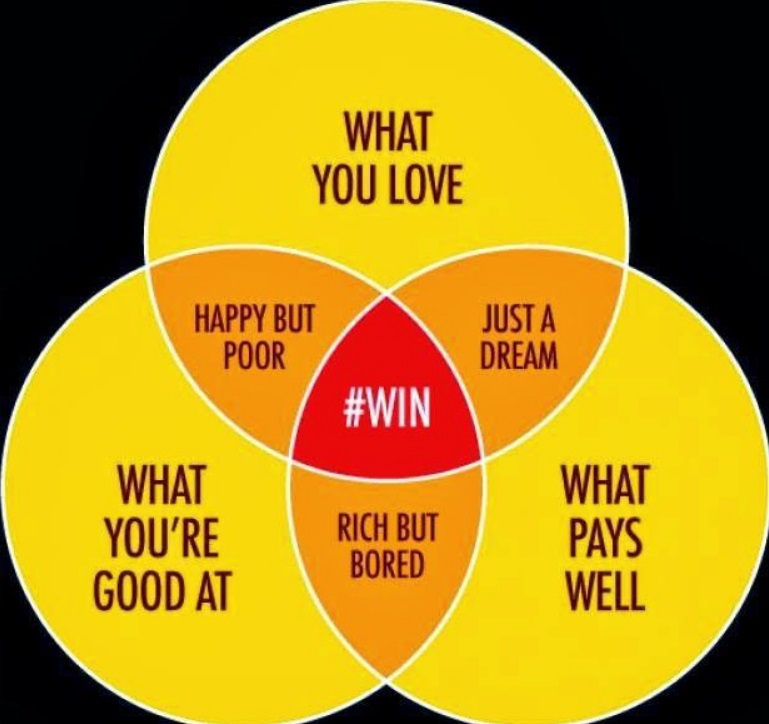 WHAT
YOU LOVE
HAPPY BUT
POOR
JUST A
DREAM
#WIN
WHAT
YOU'RE
GOOD AT
RICH BUT
BORED
WHAT
PAYS
WELL